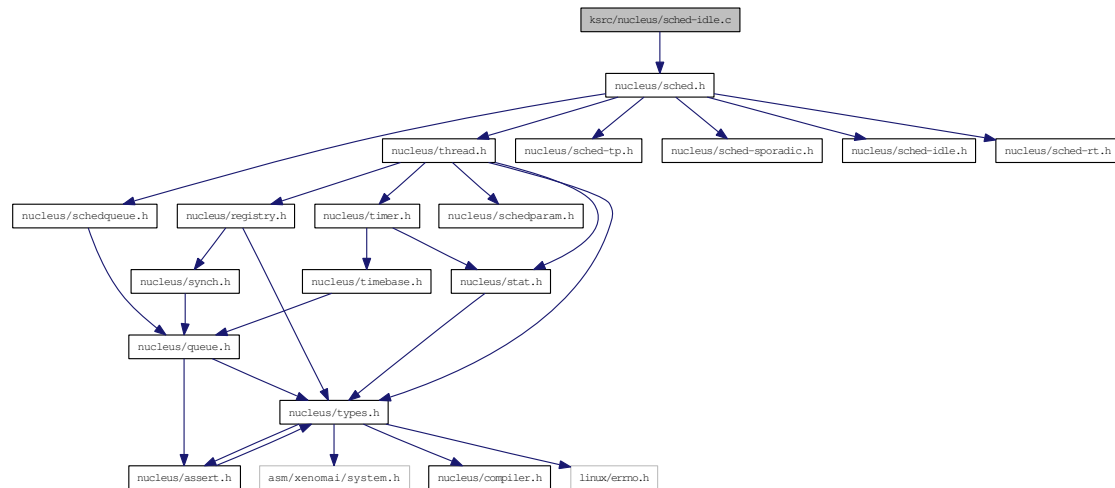 ksrc/nucleus/sched-idle.c
nucleus/sched.h
nucleus/thread.h
nucleus/sched-tp.h
nucleus/sched-sporadic.h
nucleus/sched-idle.h
nucleus/sched-rt.h
nucleus/schedqueue.h
nucleus/registry.h
nucleus/timer.h
nucleus/schedparam.h
nucleus/synch.h
nucleus/timebase.h
nucleus/stat.h
nucleus/queue.h
nucleus/types.h
nucleus/assert.h
asm/xenomai/system.h
nucleus/compiler.h
linux/errno.h